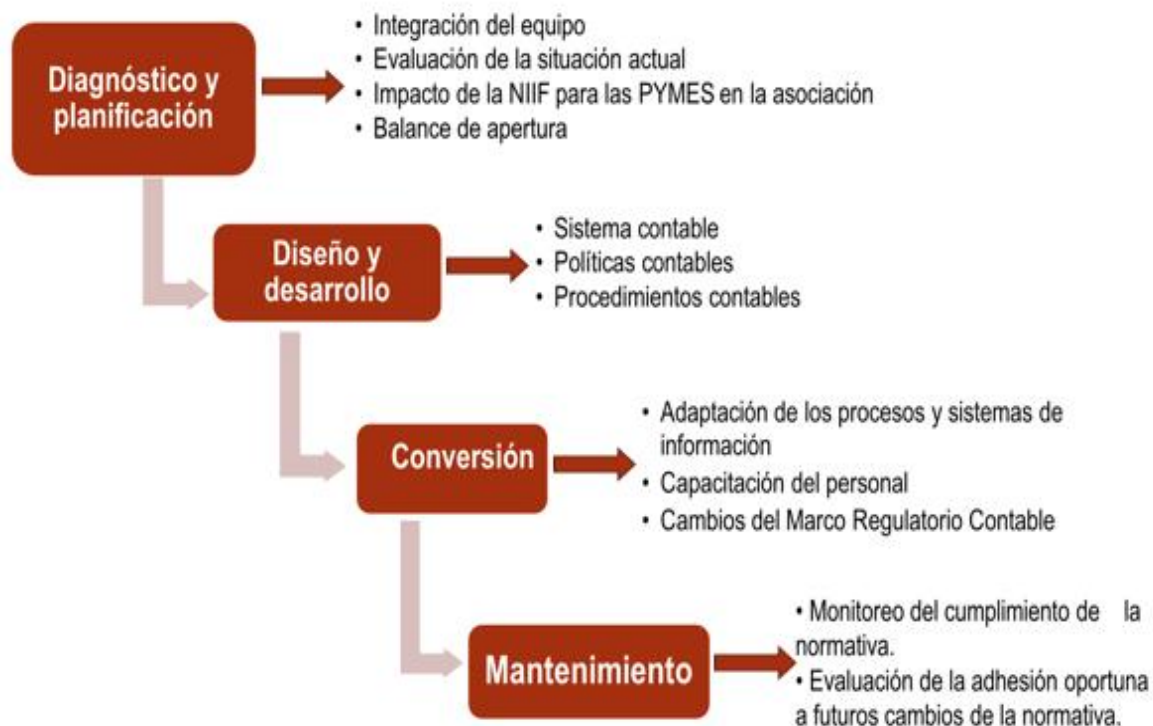 Diagnóstico y
planificación
• Integración del equipo
• Evaluación de la situación actual
• Impacto de la NIIF para las PYMES en la asociación
• Balance de apertura
Diseño y
desarrollo
• Sistema contable
• Políticas contables
• Procedimientos contables
Conversión
• Adaptación de los procesos y sistemas de
información
• Capacitación del personal
• Cambios del Marco Regulatorio Contable
Mantenimiento
• Monitoreo del cumplimiento de la
normativa.
• Evaluación de la adhesión oportuna
a futuros cambios de la normativa.